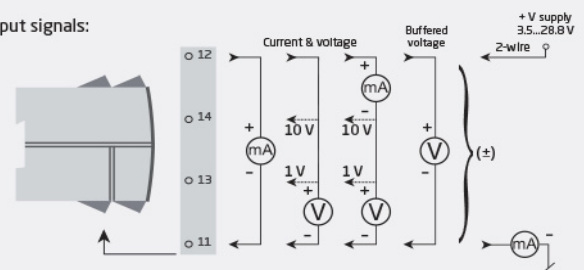 put signals:
Current & voltage
Buffered
voltage
+ V supply
3.5...28.8 V
2-wire
12
14
13
11
+
mA
-
10 V
1 V
+
V
-
+
mA
-
10 V
1 V
+
V
-
+
V
-
(±)
mA
-